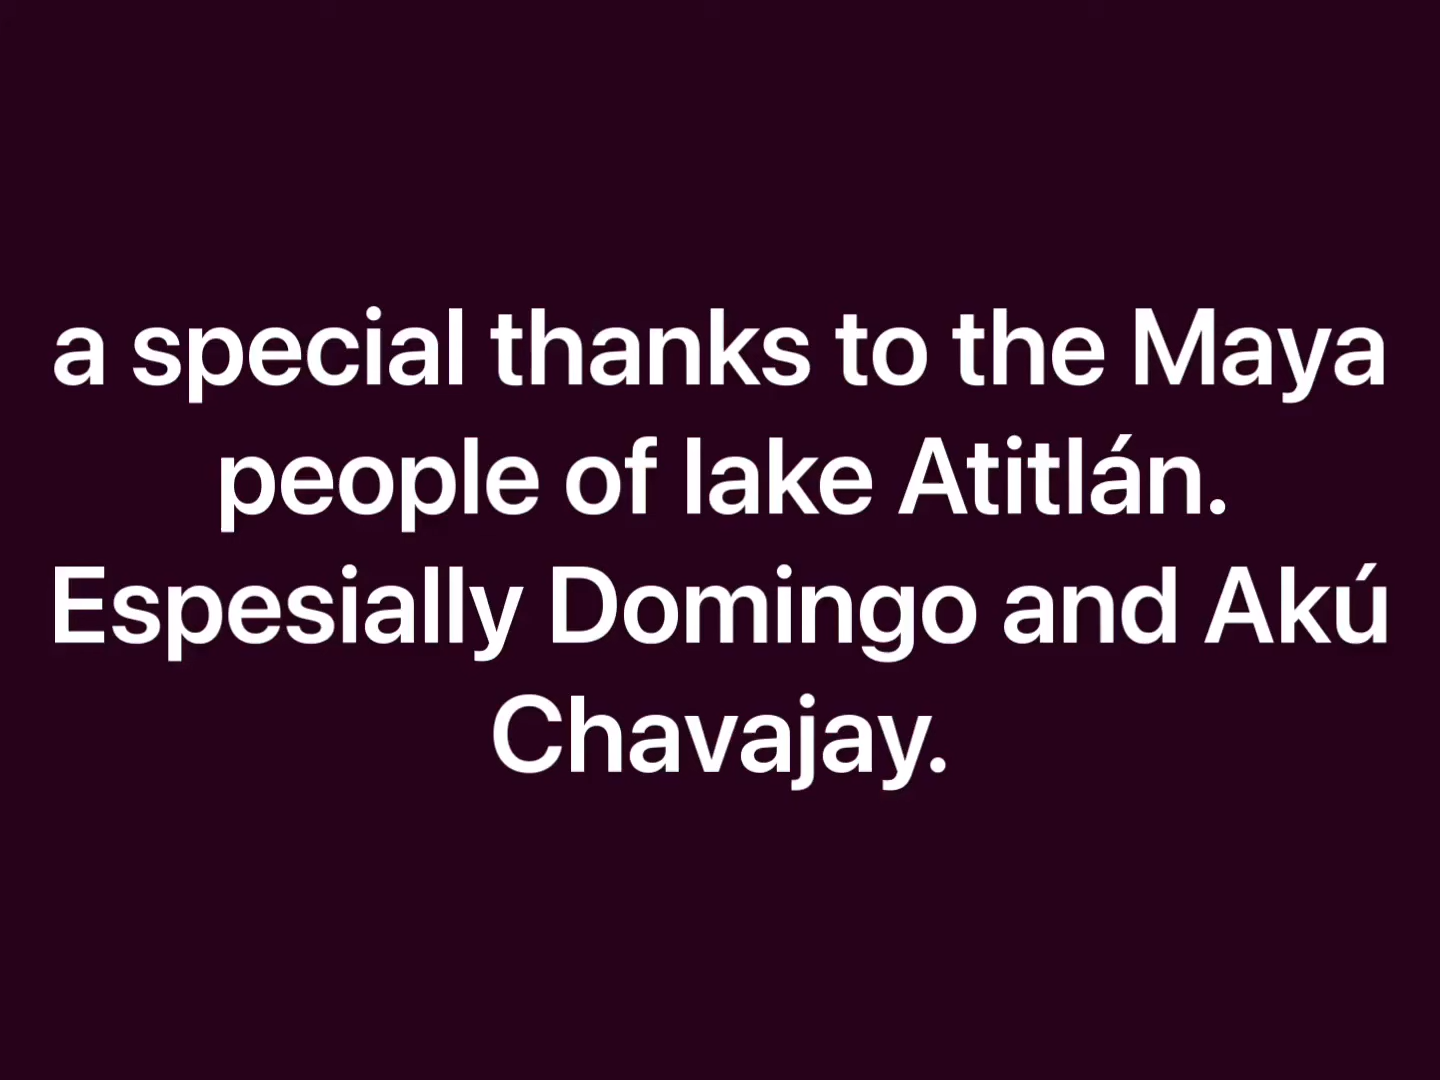 a special thanks to the Maya
people of lake Atitlán.
Espesially Domingo and Akú
Chavajay.